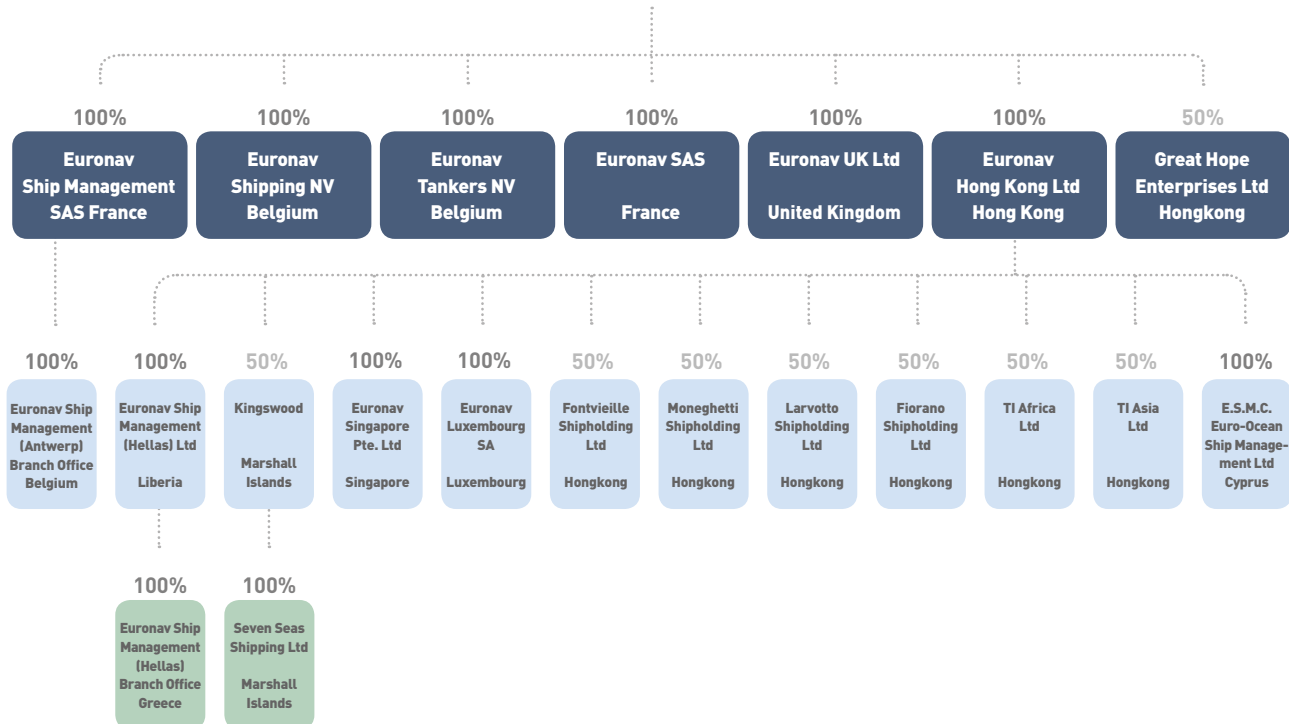 100%
100%
100%
100%
100%
100%
50%
Euronav
Ship Management
SAS France
Euronav
Shipping NV
Belgium
Euronav
Tankers NV
Belgium
Euronav SAS
France
Euronav UK Ltd
United Kingdom
Euronav
Hong Kong Ltd
Hong Kong
Great Hope
Enterprises Ltd
Hongkong
100%
100%
50%
100%
100%
50%
50%
50%
50%
50%
50%
100%
Euronav Ship
Management
(Antwerp)
Branch Office
Belgium
Euronav Ship
Management
(Hellas) Ltd
Liberia
Kingswood
Marshall
Islands
Euronav
Singapore
Pte. Ltd
Singapore
Euronav
Luxembourg
SA
Luxembourg
Fontvieille
Shipholding
Ltd
Hongkong
Moneghetti
Shipholding
Ltd
Hongkong
Larvotto
Shipholding
Ltd
Hongkong
Fiorano
Shipholding
Ltd
Hongkong
TI Africa
Ltd
Hongkong
TI Asia
Ltd
Hongkong
E.S.M.C.
Euro-Ocean
Ship Manage-
ment Ltd
Cyprus
100%
100%
Euronav Ship
Management
(Hellas)
Branch Office
Greece
Seven Seas
Shipping Ltd
Marshall
Islands